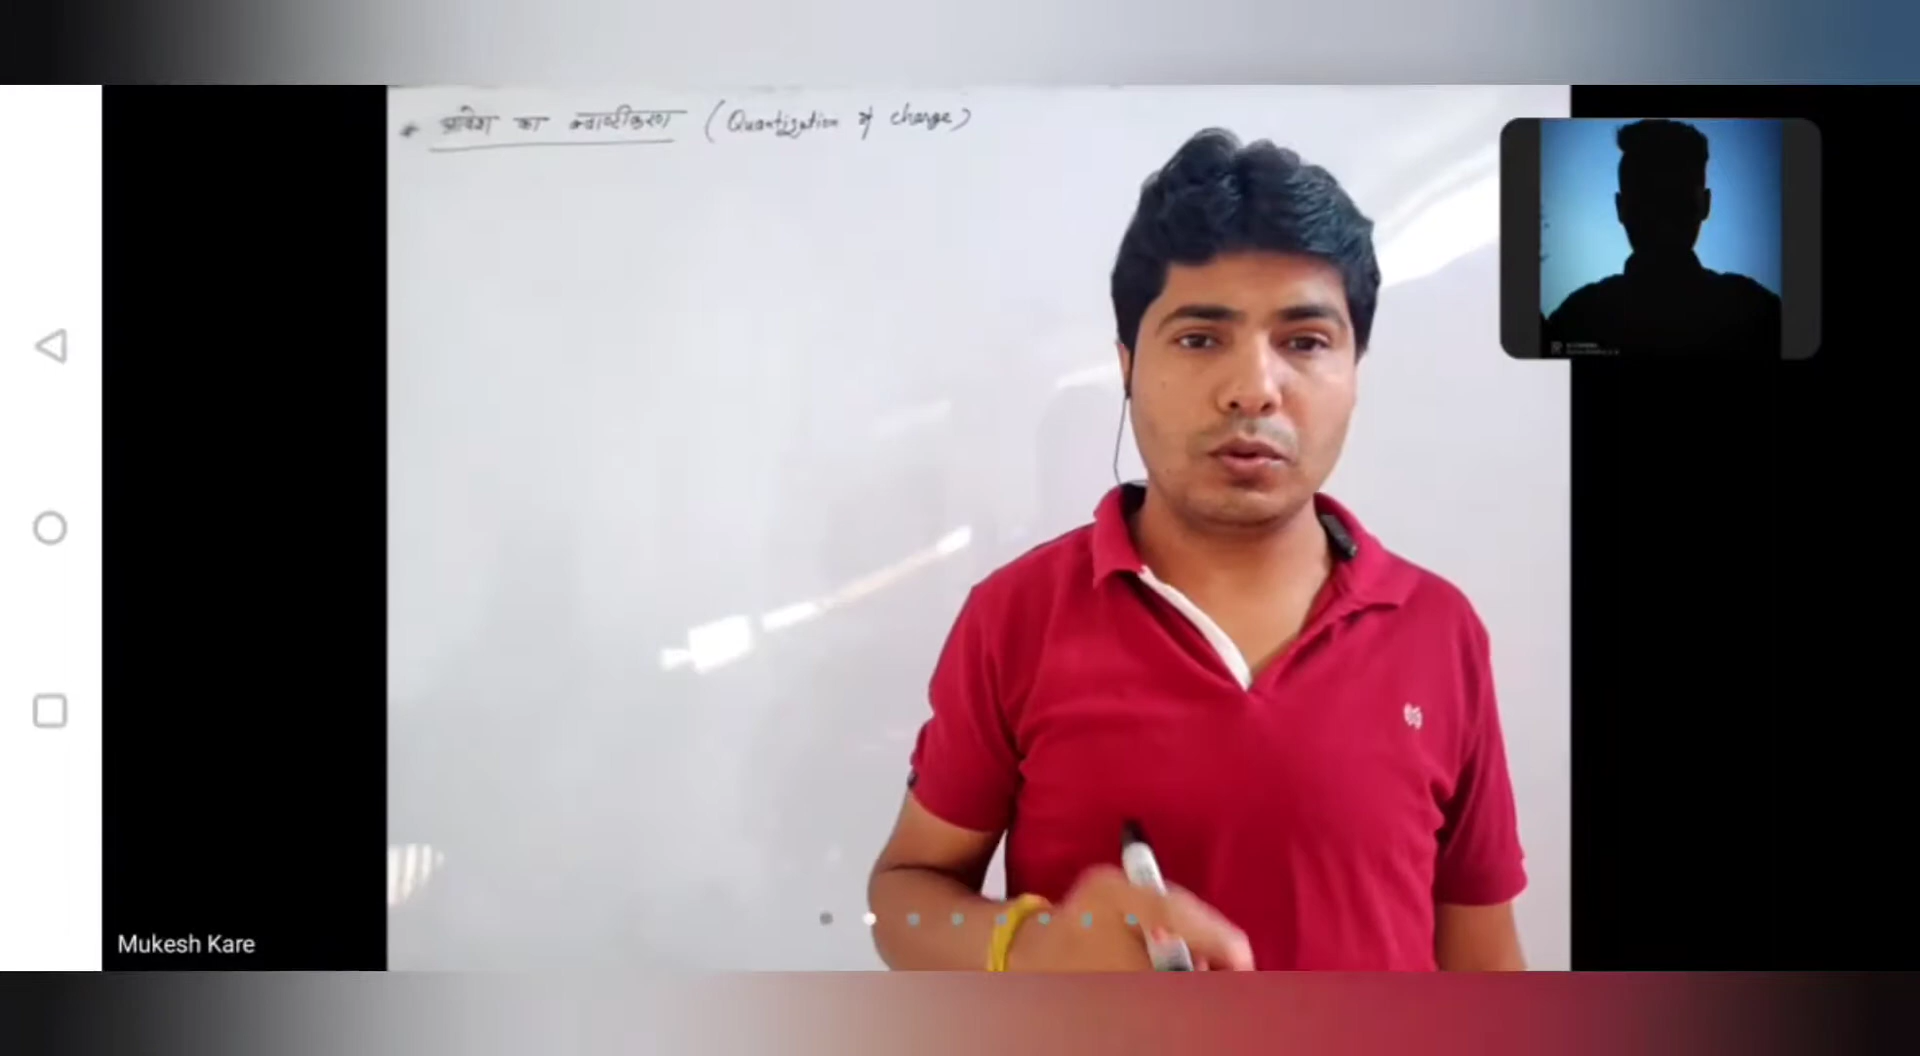 * आवेश का क्वाण्टीकरण (Quantization of charge)
Mukesh Kare